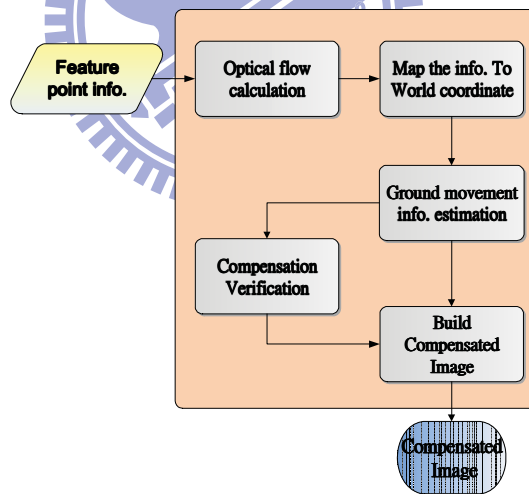 Feature
point info.
Optical flow
calculation
Map the info. To
World coordinate
Ground movement
info. estimation
Compensation
Verification
Build
Compensated
Image
Compensated
Image